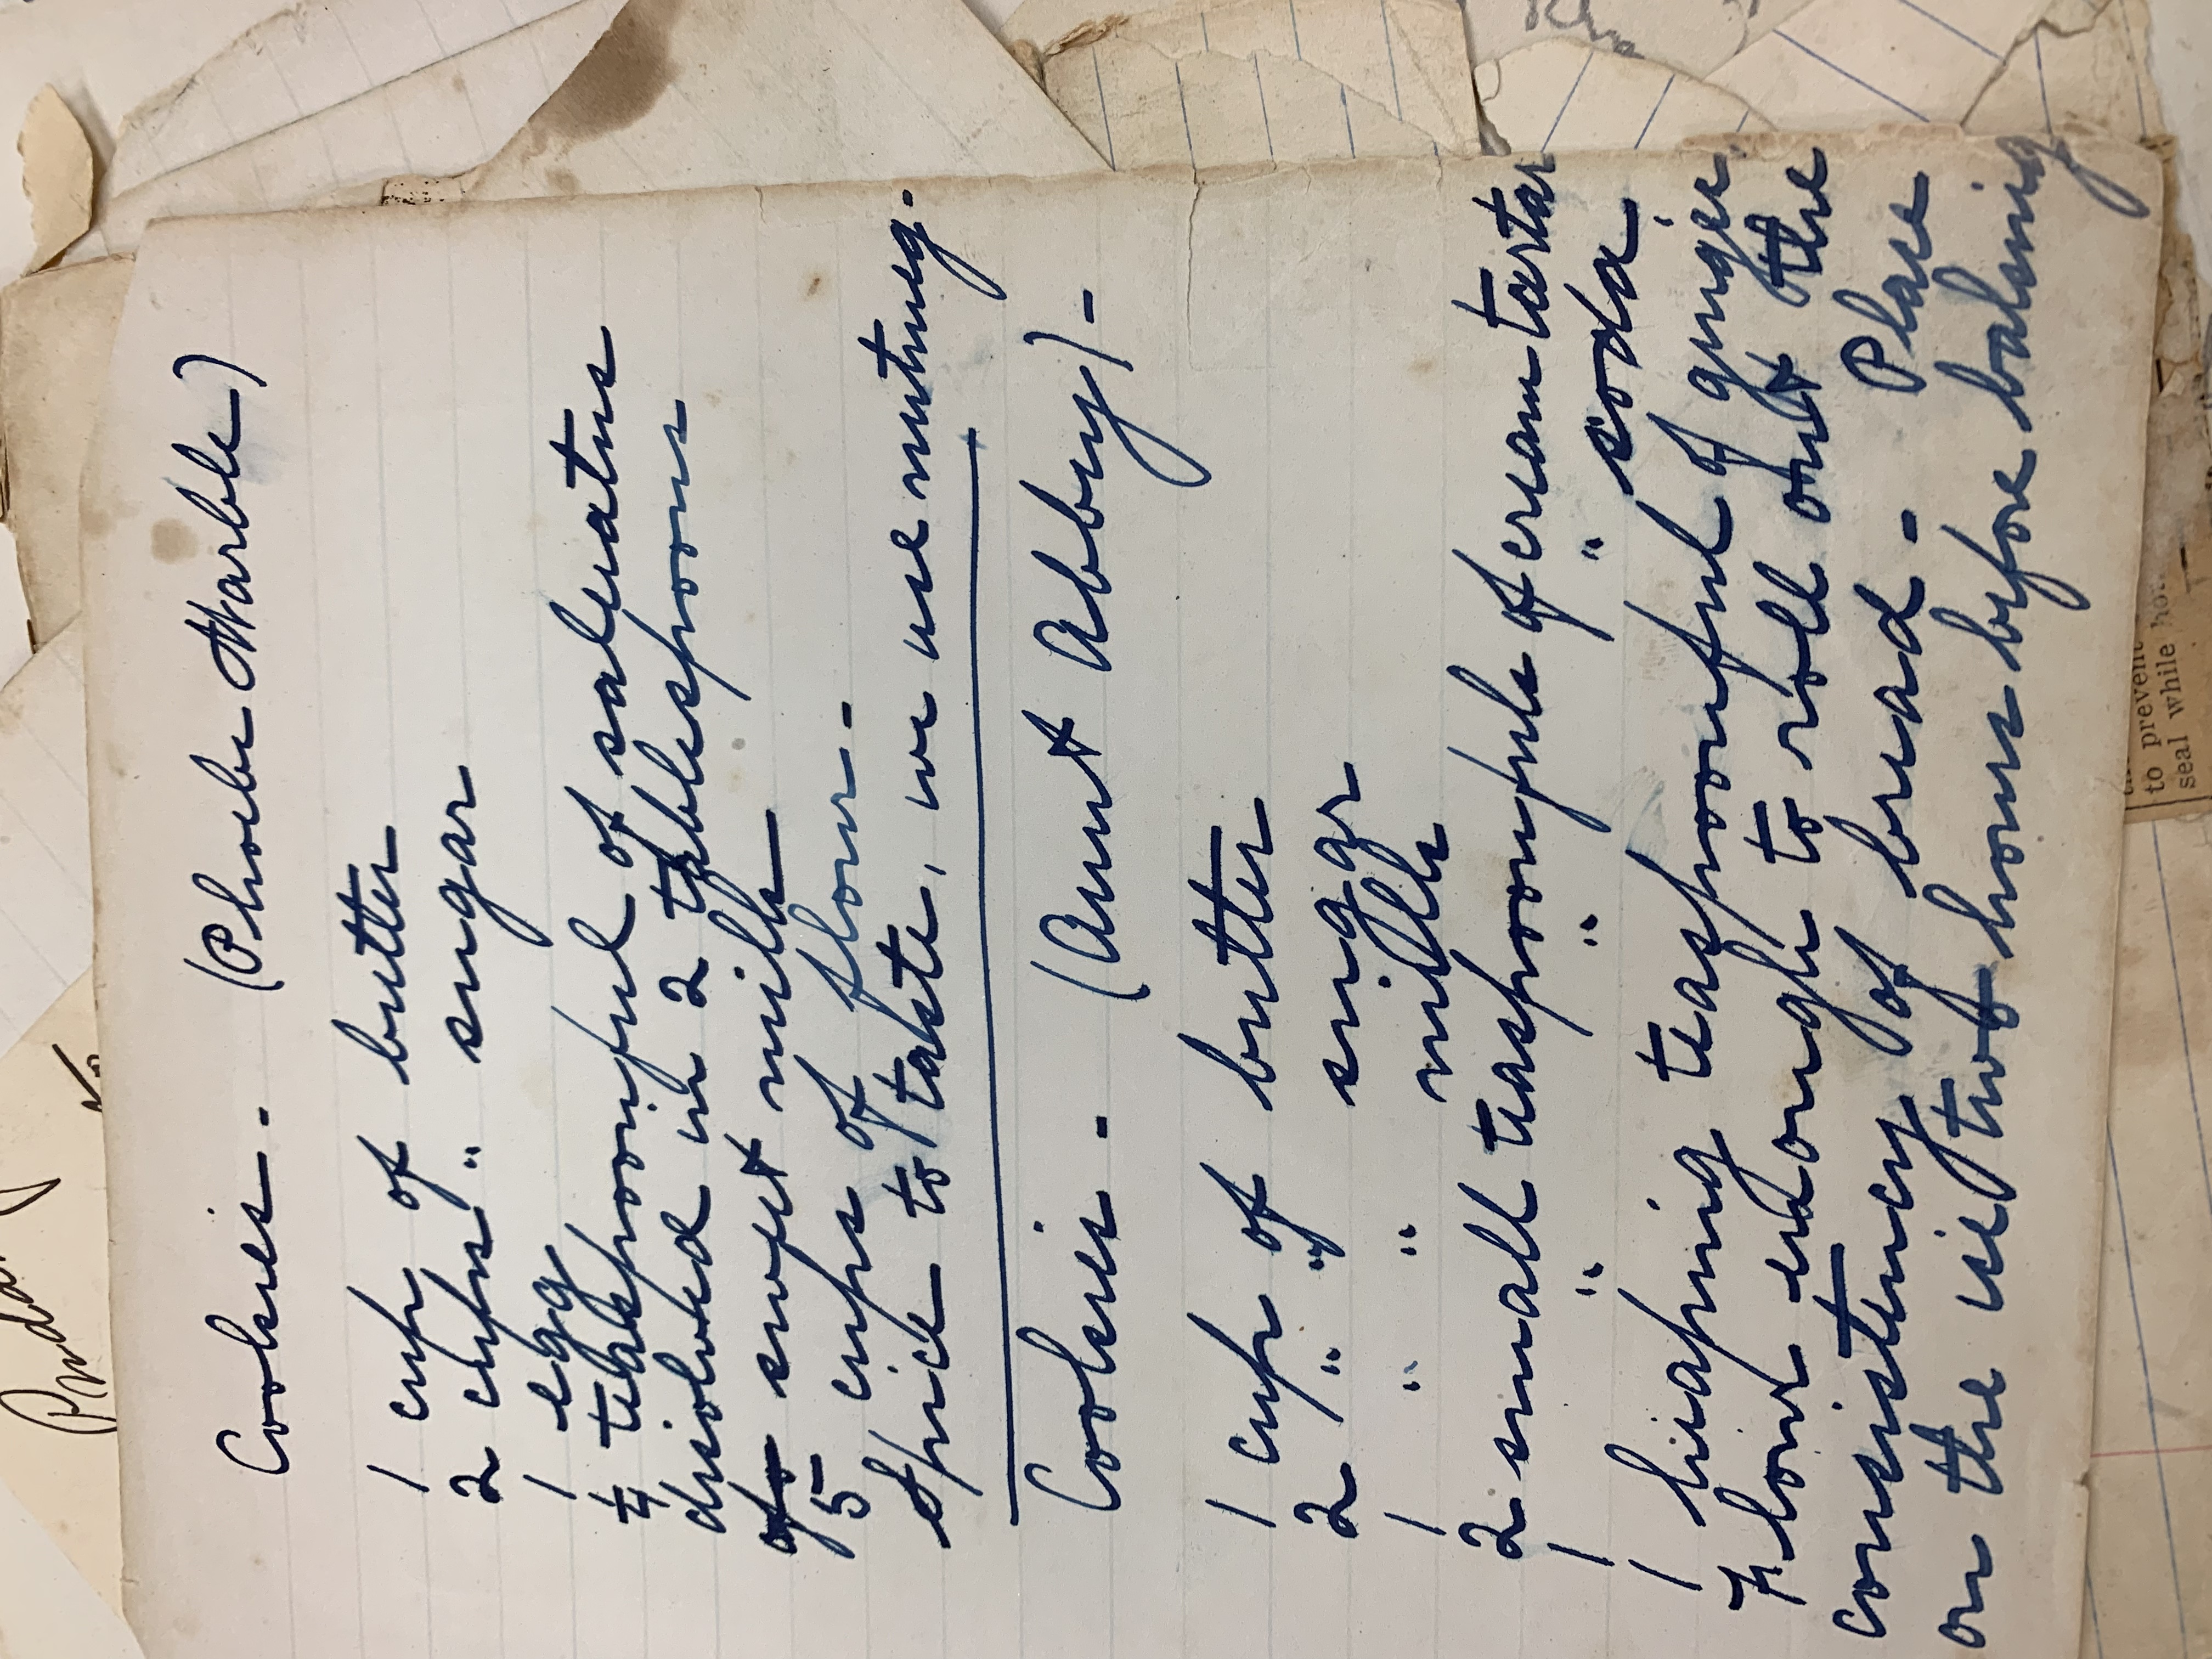 Pudding
Cookies - (Phoebe Marble)
1 cup of butter
2 cups " sugar
1 egg
1/4 teaspoonful of saleratus
disolved in 2 tablespoons
of sweet milk
5 cups of flour -
Spice to taste, we use nutmeg.
Cookies - (Aunt Abbey) -
1 cup of butter
2 " " sugar
1 " " milk
2 small teaspoonfuls of cream tartar
1 " " " soda
1 heaping teaspoonful of ginger.
Flour enough to roll out the
consistency of bread - Place
on the ice two hours before baking
to prevent
seal while